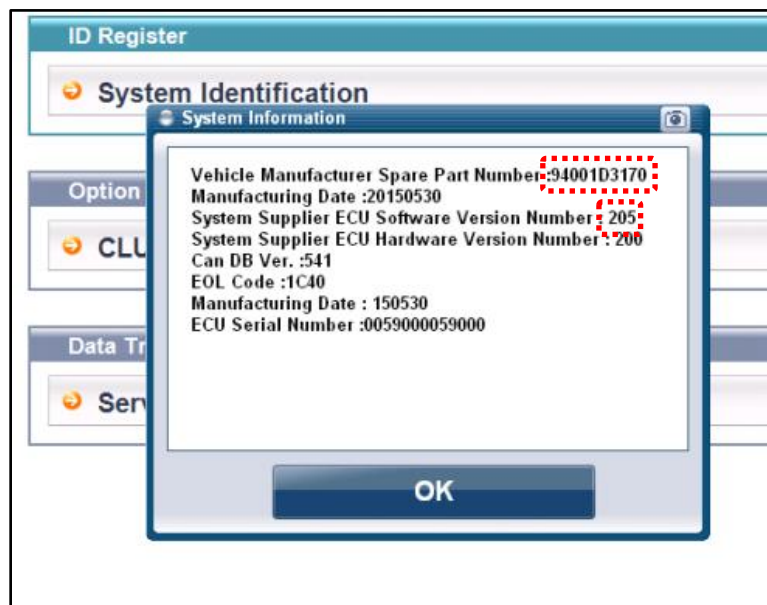 ID Register
System Identification
System Information
Vehicle Manufacturer Spare Part Number :94001D3170
Manufacturing Date :20150530
System Supplier ECU Software Version Number : 205
System Supplier ECU Hardware Version Number : 200
Can DB Ver. :541
EOL Code :1C40
Manufacturing Date : 150530
ECU Serial Number :0059000059000
Option
CLU
Data Tr
Serv
OK